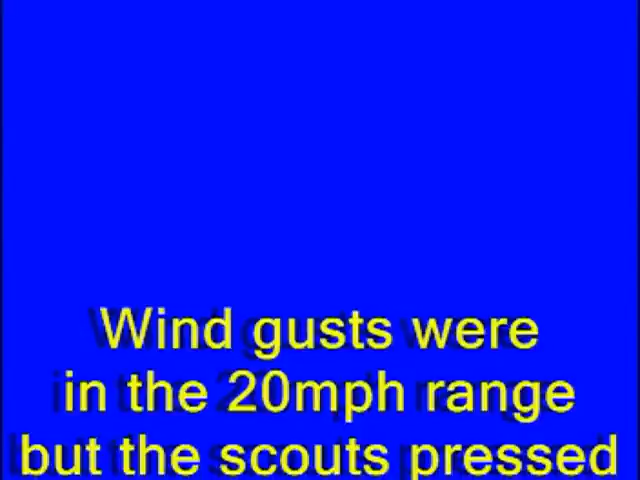 Wind gusts were
in the 20mph range
but the scouts pressed